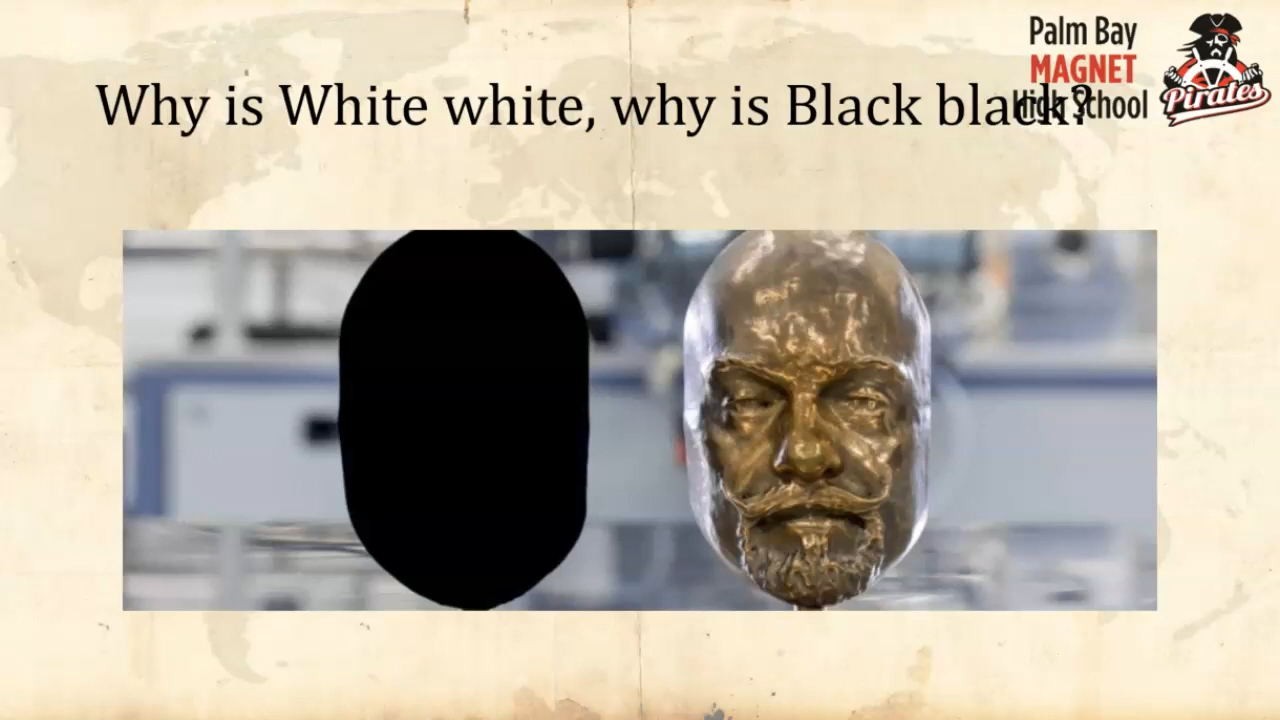 Why is White white, why is Black black?
Palm Bay
MAGNET
High School
Pirates